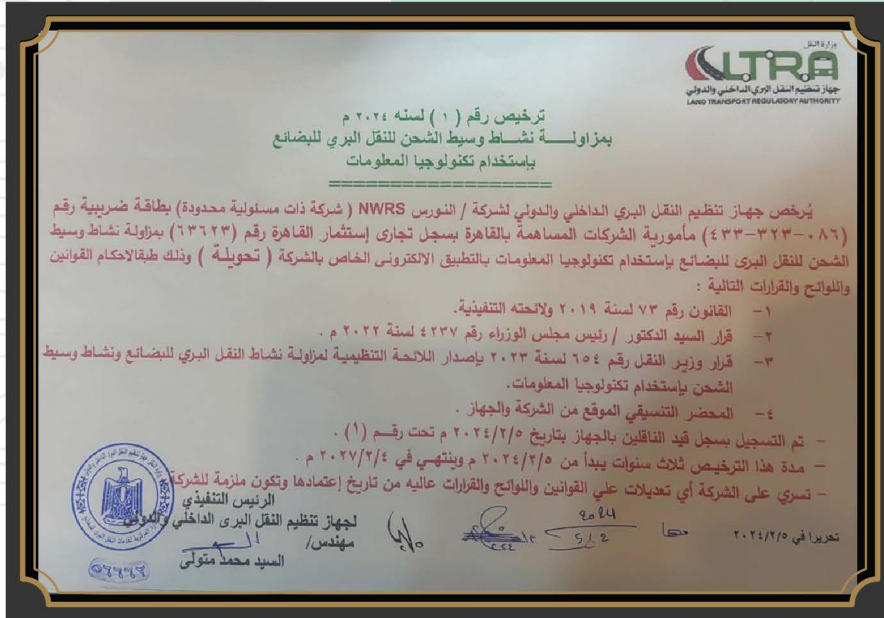 وزارة النقل
LTRA
جهاز تنظيم النقل البري الداخلي والدولي
LAND TRANSPORT REGULATORY AUTHORITY
ترخيص رقم ( ١ ) لسنه ٢٠٢٤ م
بمزاولة نشاط وسيط الشحن للنقل البري للبضائع
بإستخدام تكنولوجيا المعلومات
يُرخص جهاز تنظيم النقل البري الداخلي والدولي لشركة / النورس NWRS ( شركة ذات مسئولية محدودة) بطاقة ضريبية رقم
(٠٨٦-٣٢٣-٤٣٣) مأمورية الشركات المساهمة بالقاهرة بسجل تجارى إستثمار القاهرة رقم (٦٣٦٢٣) بمزاولة نشاط وسيط
الشحن للنقل البرى للبضائع بإستخدام تكنولوجيا المعلومات بالتطبيق الالكترونى الخاص بالشركة ( تحويلة ) وذلك طبقالاحكام القوانين
واللوائح والقرارات التالية :
١- القانون رقم ٧٣ لسنة ٢٠١٩ ولائحته التنفيذية.
٢- قرار السيد الدكتور / رئيس مجلس الوزراء رقم ٤٢٣٧ لسنة ٢٠٢٢ م .
٣- قرار وزير النقل رقم ٦٥٤ لسنة ٢٠٢٣ بإصدار اللائحة التنظيمية لمزاولة نشاط النقل البري للبضائع ونشاط وسيط
الشحن بإستخدام تكنولوجيا المعلومات.
٤- المحضر التنسيقي الموقع من الشركة والجهاز .
- تم التسجيل بسجل قيد الناقلين بالجهاز بتاريخ ٢٠٢٤/٢/٥ م تحت رقم (١) .
- مدة هذا الترخيص ثلاث سنوات يبدأ من ٢٠٢٤/٢/٥ م وينتهي في ٢٠٢٧/٢/٤ م .
- تسري على الشركة أي تعديلات علي القوانين واللوائح والقرارات عاليه من تاريخ إعتمادها وتكون ملزمة للشركة
الرئيس التنفيذي
لجهاز تنظيم النقل البرى الداخلي والدولي
مهندس/
السيد محمد متولى
2024
5/2
تحريرا في ٢٠٢٤/٢/٥